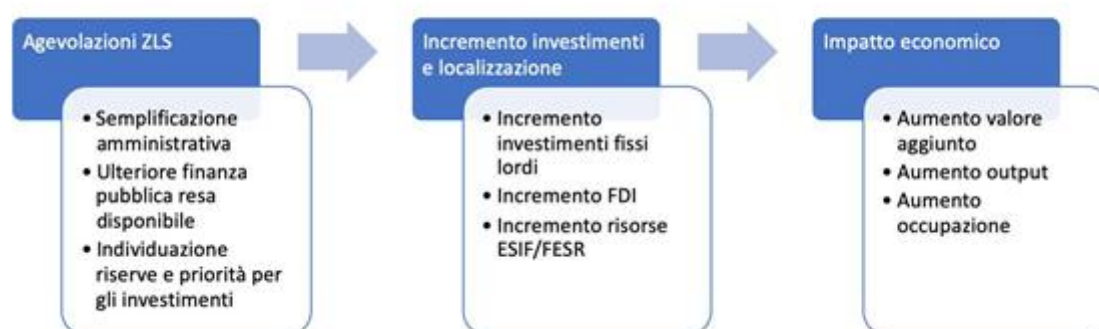 Agevolazioni ZLS
• Semplificazione
amministrativa
• Ulteriore finanza
pubblica resa
disponibile
• Individuazione
riserve e priorità per
gli investimenti
Incremento investimenti
e localizzazione
• Incremento
investimenti fissi
lordi
• Incremento FDI
• Incremento risorse
ESIF/FESR
Impatto economico
• Aumento valore
aggiunto
• Aumento output
• Aumento
occupazione